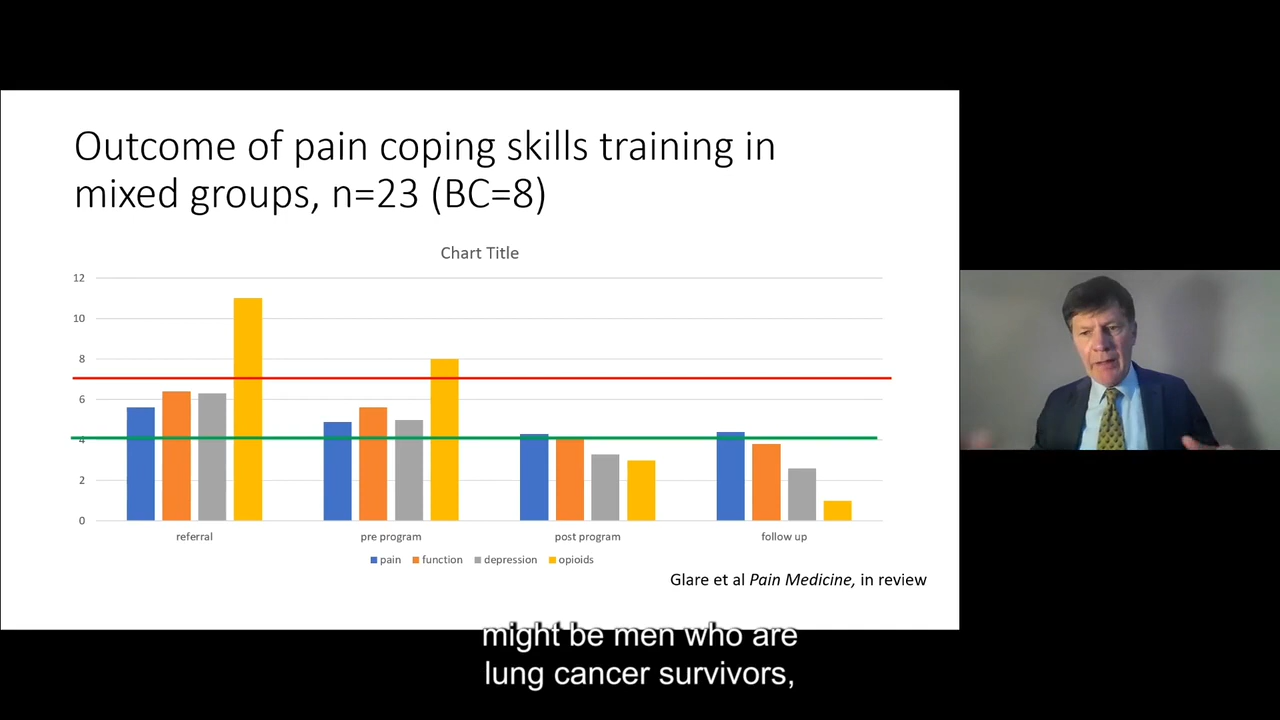 Outcome of pain coping skills training in
mixed groups, n=23 (BC=8)
Chart Title
12
10
8
6
4
2
0
referral pre program post program follow up
pain function depression opioids
Glare et al Pain Medicine, in review
might be men who are
lung cancer survivors,